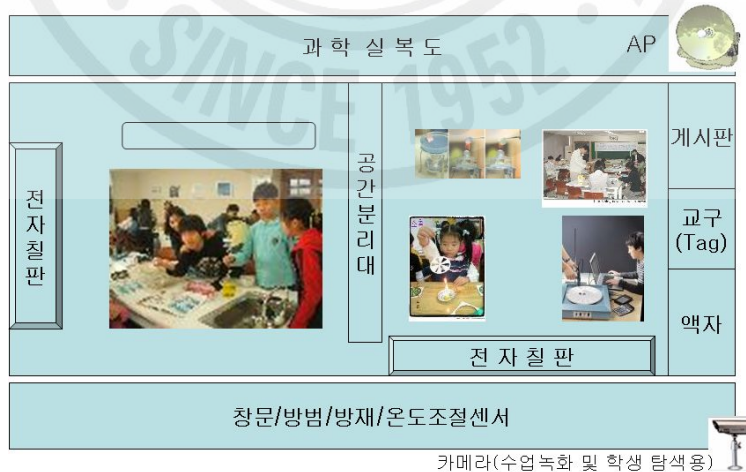 SINCE 1952
과학 실복도
AP
전자칠판
공간분리대
게시판
교구
(Tag)
액자
전 자 칠 판
창문/방범/방재/온도조절센서
카메라(수업녹화 및 학생 탐색용)